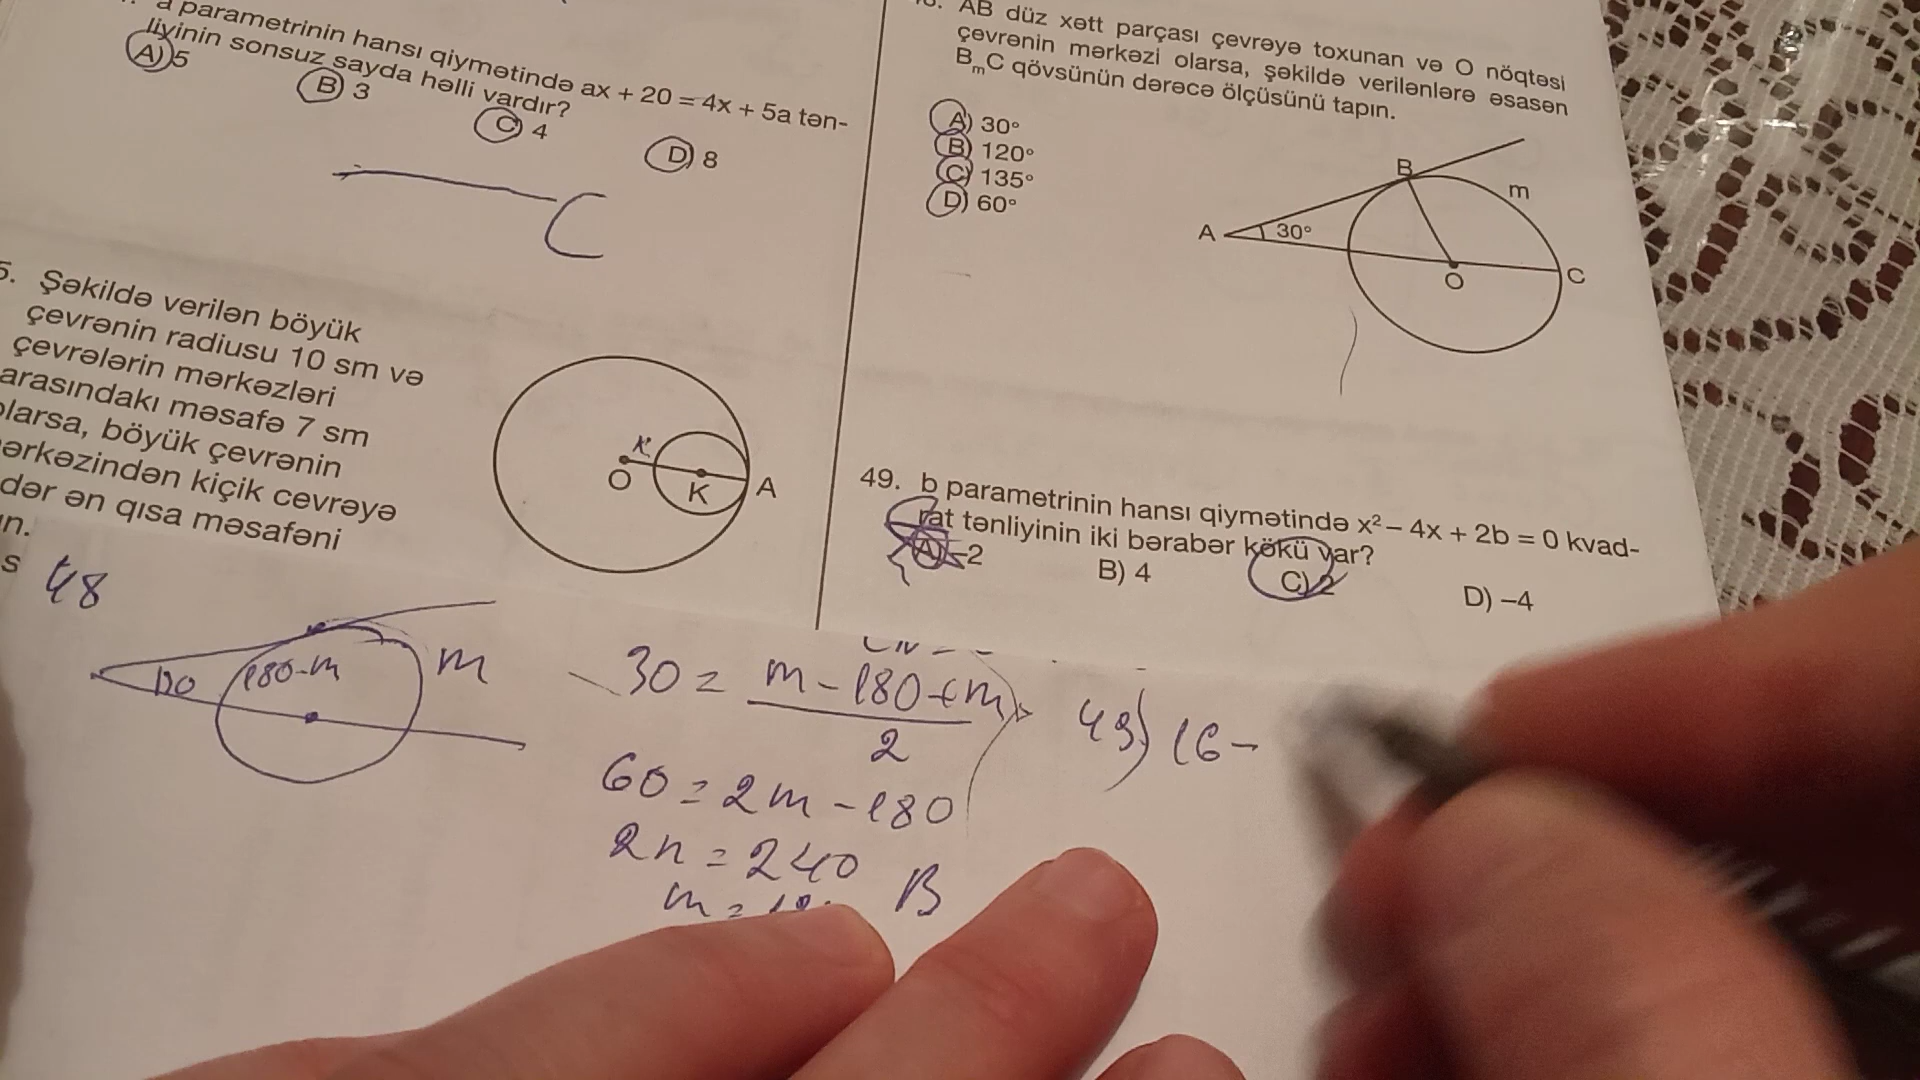 a parametrinin hansı qiymətində ax + 20 = 4x + 5a tən-
liyinin sonsuz sayda həlli vardır?
A) 5
B) 3
C) 4
D) 8
C
5. Şəkildə verilən böyük
çevrənin radiusu 10 sm və
çevrələrin mərkəzləri
arasındakı məsafə 7 sm
olarsa, böyük çevrənin
mərkəzindən kiçik cevrəyə
dər ən qısa məsafəni
ın.
s
K
O
K
A
AB düz xətt parçası çevrəyə toxunan və O nöqtəsi
çevrənin mərkəzi olarsa, şəkildə verilənlərə əsasən
BmC qövsünün dərəcə ölçüsünü tapın.
A) 30°
B) 120°
C) 135°
D) 60°
B
m
A
30°
O
C
49. b parametrinin hansı qiymətində x² – 4x + 2b = 0 kvad-
rat tənliyinin iki bərabər kökü var?
A) –2
B) 4
C) 2
D) –4
48
180-m
m
30 = m - 180 + m
2
60 = 2m - 180
2m = 240
B
49) 16 -